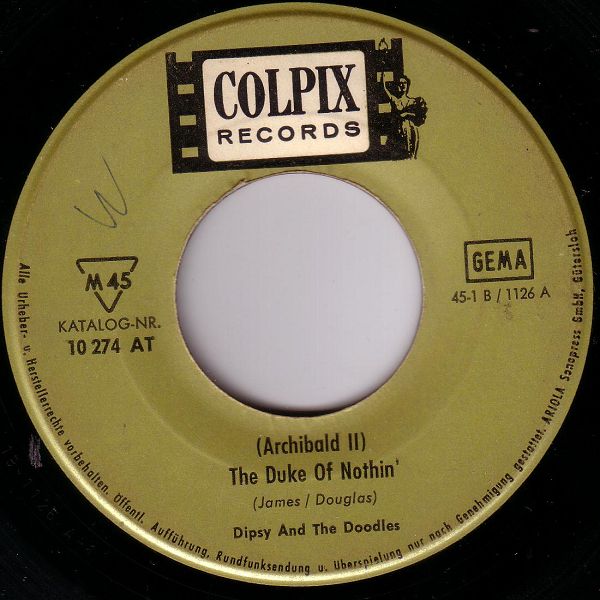 COLPIX
RECORDS
W
M 45
KATALOG-NR.
10 274 AT
GEMA
45-1 B / 1126 A
(Archibald II)
The Duke Of Nothin'
(James / Douglas)
Dipsy And The Doodles
Alle Urheber- u. Herstellerrechte vorbehalten. Öffentl. Aufführung, Rundfunksendung u. Überspielung nur nach Genehmigung gestattet. ARIOLA Sonopress GmbH, Gütersloh